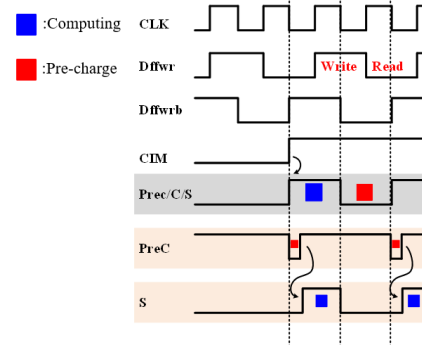 :Computing
:Pre-charge
CLK
Dffwr
Write
Read
Dffwrb
CIM
Prec/C/S
PreC
S